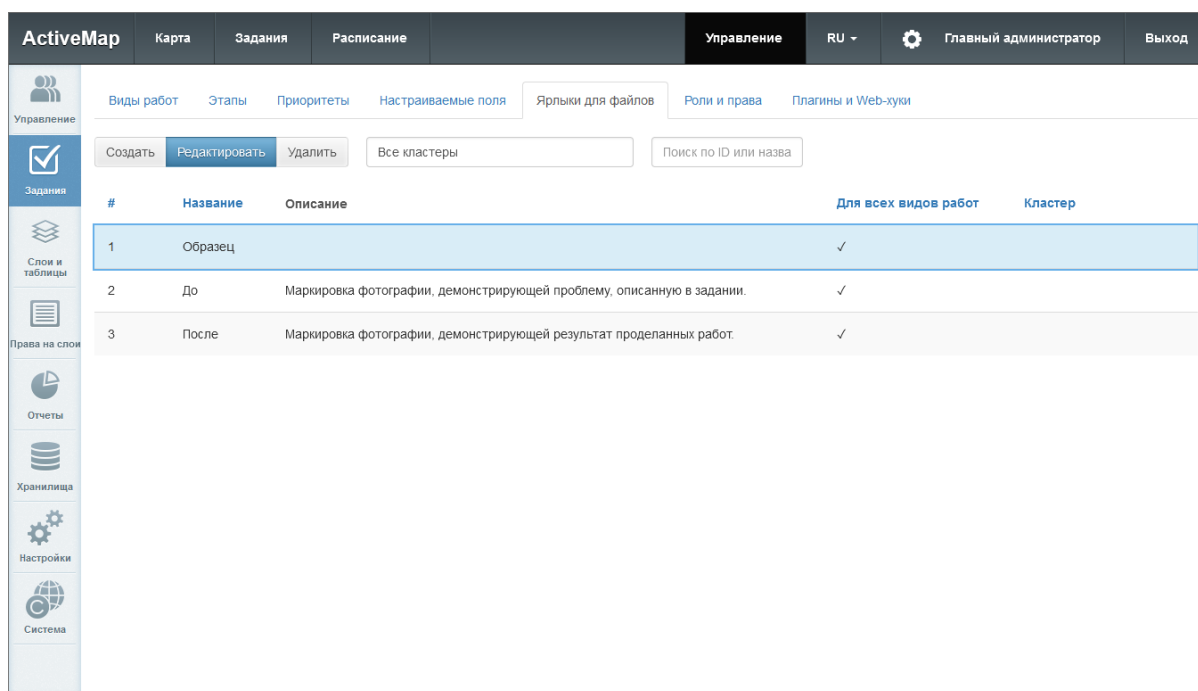 ActiveMap Карта Задания Расписание Управление RU Главный администратор Выход
Управление
Задания
Слои и
таблицы
Права на слои
Отчеты
Хранилища
Настройки
Система
Виды работ Этапы Приоритеты Настраиваемые поля Ярлыки для файлов Роли и права Плагины и Web-хуки
Создать Редактировать Удалить Все кластеры Поиск по ID или назва
# Название Описание Для всех видов работ Кластер
1 Образец ✓
2 До Маркировка фотографии, демонстрирующей проблему, описанную в задании. ✓
3 После Маркировка фотографии, демонстрирующей результат проделанных работ. ✓